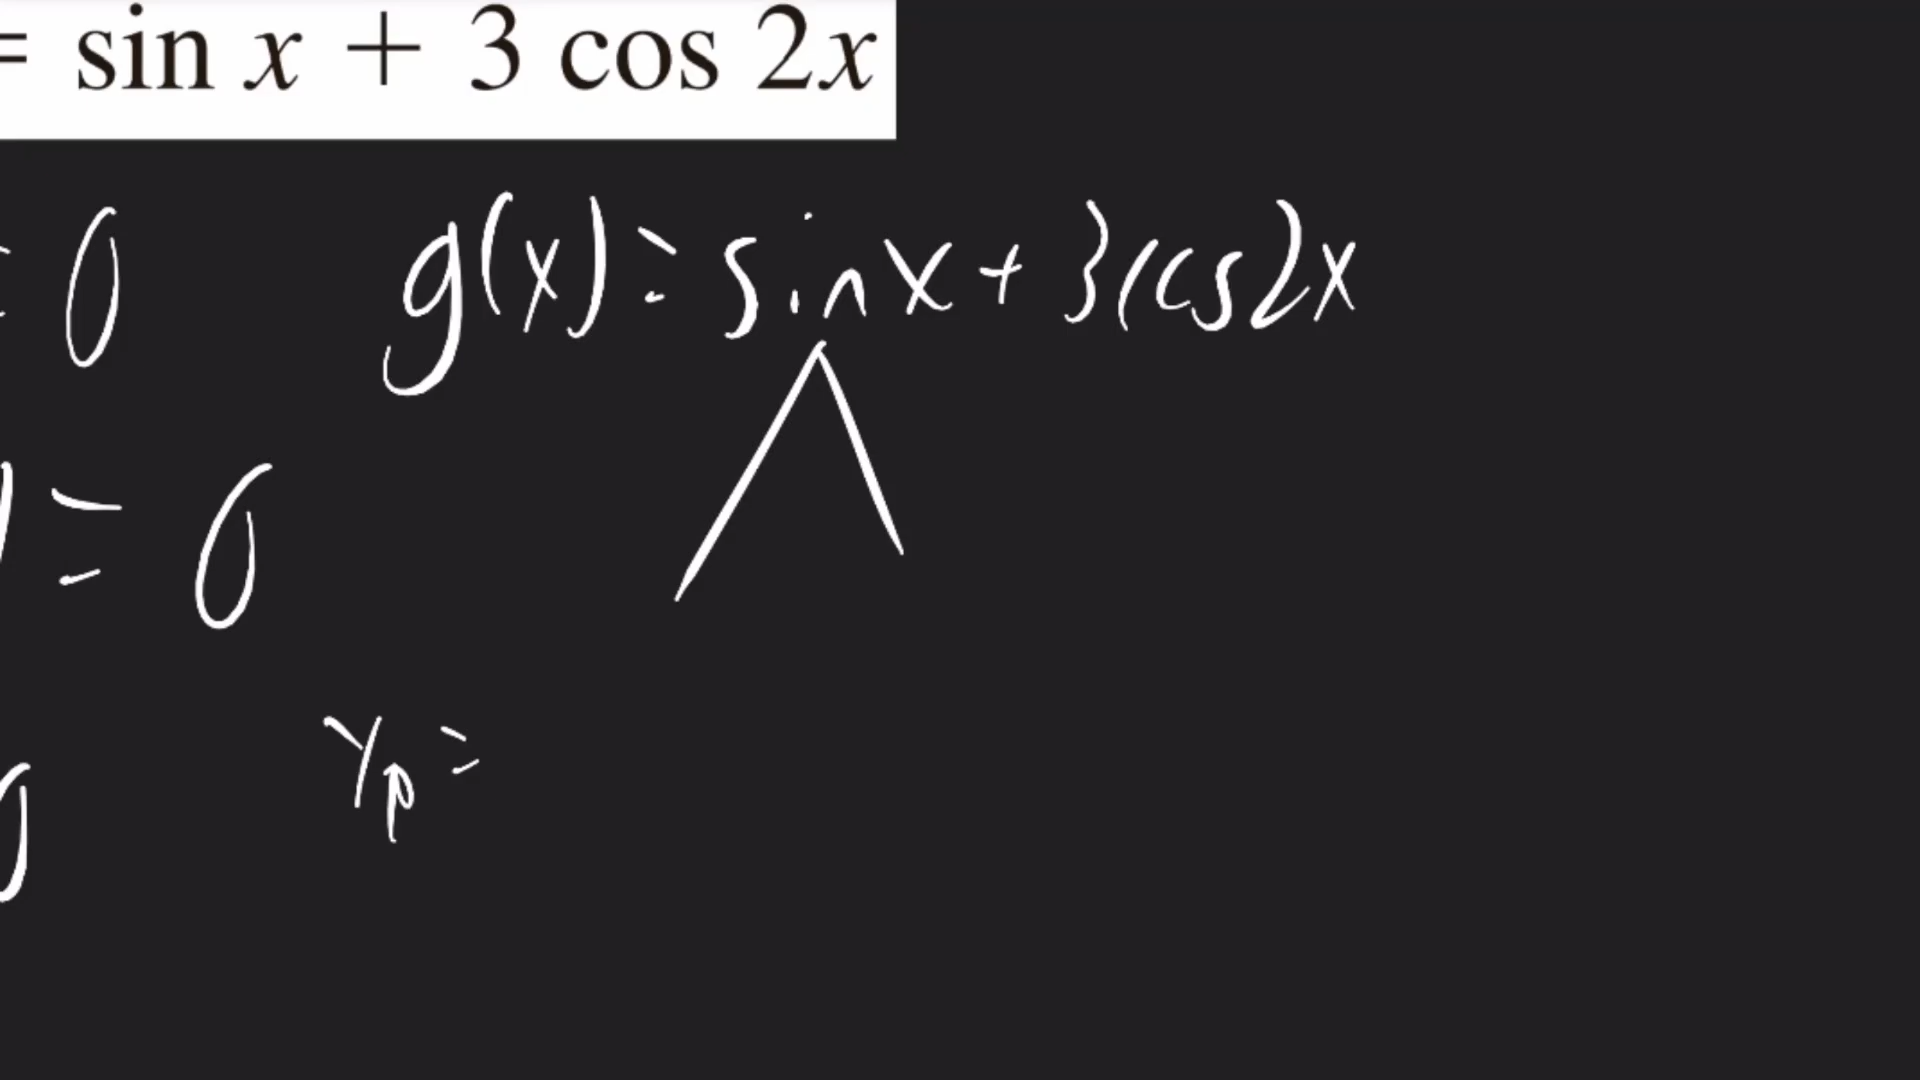 = sin x + 3 cos 2x
= 0
g(x) = sinx + 3cos2x
= 0
Yp =